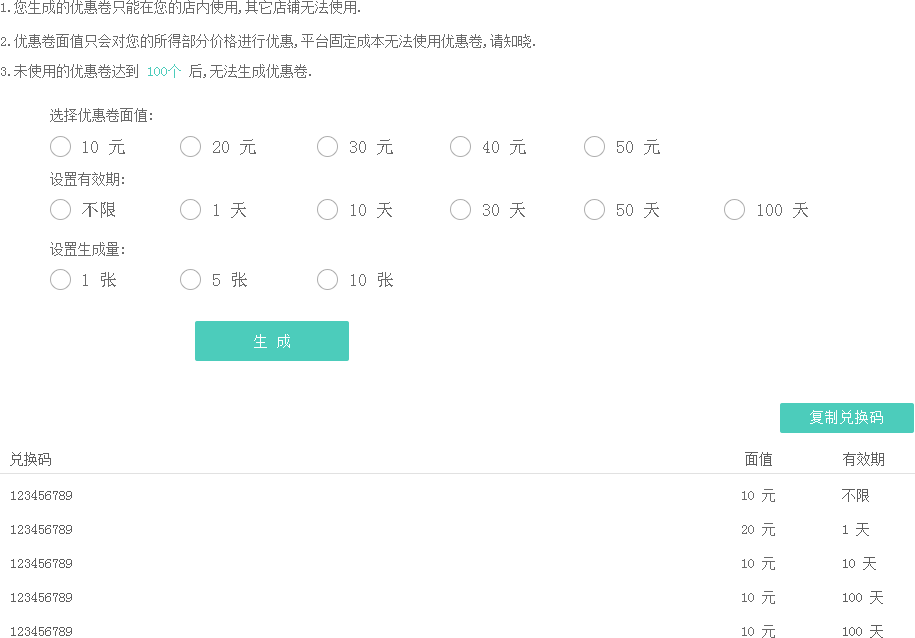 1.您生成的优惠卷只能在您的店内使用,其它店铺无法使用.
2.优惠卷面值只会对您的所得部分价格进行优惠,平台固定成本无法使用优惠卷,请知晓.
3.未使用的优惠卷达到 100个 后,无法生成优惠卷.
选择优惠卷面值:
10 元 20 元 30 元 40 元 50 元
设置有效期:
不限 1 天 10 天 30 天 50 天 100 天
设置生成量:
1 张 5 张 10 张
生 成
复制兑换码
兑换码 面值 有效期
123456789 10 元 不限
123456789 20 元 1 天
123456789 10 元 10 天
123456789 10 元 100 天
123456789 10 元 100 天